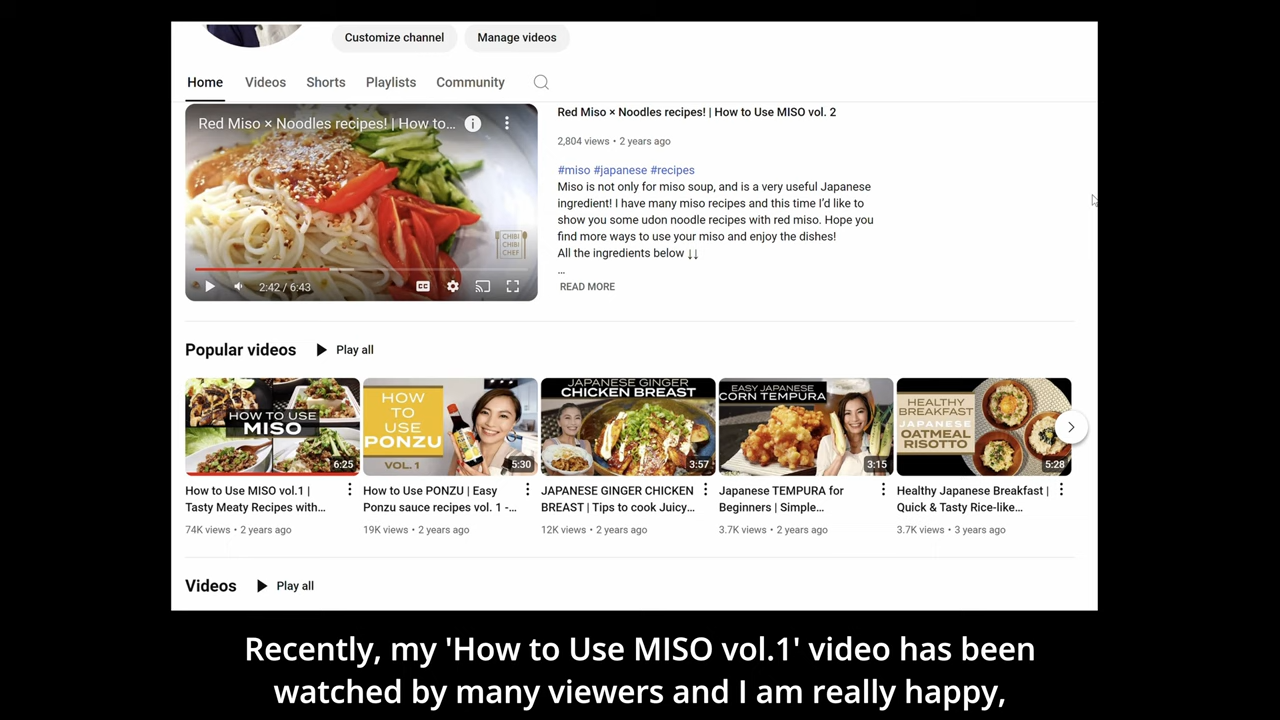 Customize channel
Manage videos
Home
Videos
Shorts
Playlists
Community
Red Miso × Noodles recipes! | How to...
2:42 / 6:43
CHIBI
CHIBI
CHEF
Red Miso × Noodles recipes! | How to Use MISO vol. 2
2,804 views • 2 years ago
#miso #japanese #recipes
Miso is not only for miso soup, and is a very useful Japanese
ingredient! I have many miso recipes and this time I'd like to
show you some udon noodle recipes with red miso. Hope you
find more ways to use your miso and enjoy the dishes!
All the ingredients below ↓↓
...
READ MORE
Popular videos
Play all
HOW TO USE
MISO
6:25
How to Use MISO vol.1 |
Tasty Meaty Recipes with...
74K views • 2 years ago
HOW
TO
USE
PONZU
VOL. 1
5:30
How to Use PONZU | Easy
Ponzu sauce recipes vol. 1 -...
19K views • 2 years ago
JAPANESE GINGER
CHICKEN BREAST
3:57
JAPANESE GINGER CHICKEN
BREAST | Tips to cook Juicy...
12K views • 2 years ago
EASY JAPANESE
CORN TEMPURA
3:15
Japanese TEMPURA for
Beginners | Simple...
3.7K views • 2 years ago
HEALTHY
BREAKFAST
JAPANESE
OATMEAL
RISOTTO
5:28
Healthy Japanese Breakfast |
Quick & Tasty Rice-like...
3.7K views • 3 years ago
Videos
Play all
Recently, my 'How to Use MISO vol.1' video has been
watched by many viewers and I am really happy,